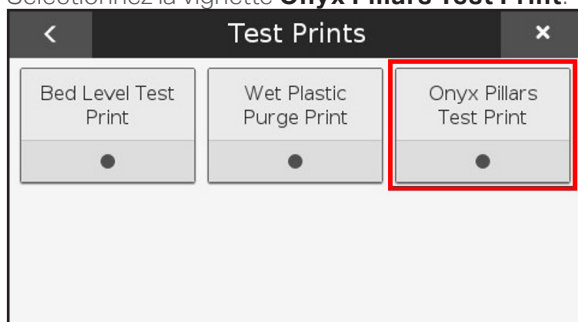 Sélectionnez la vignette Onyx Pillars Test Print.
< Test Prints ×
Bed Level Test
Print
Wet Plastic
Purge Print
Onyx Pillars
Test Print